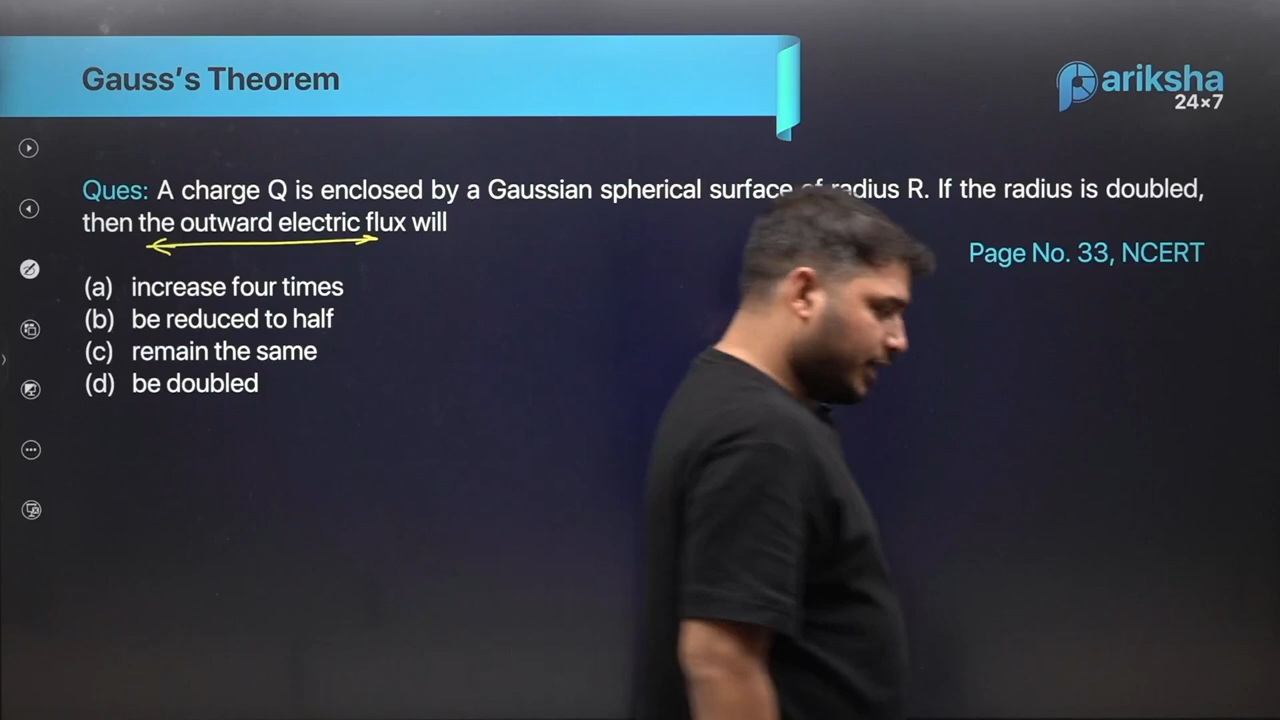 Gauss's Theorem
Pariksha
24×7
Ques: A charge Q is enclosed by a Gaussian spherical surface of radius R. If the radius is doubled,
then the outward electric flux will
Page No. 33, NCERT
(a) increase four times
(b) be reduced to half
(c) remain the same
(d) be doubled